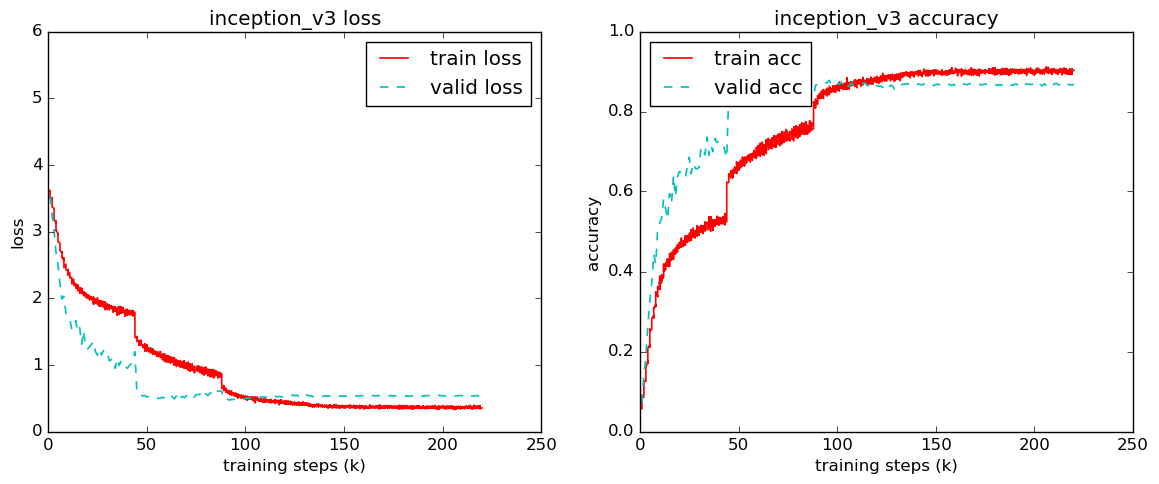 inception_v3 loss
6
5
4
3
2
1
0
loss
train loss
valid loss
0 50 100 150 200 250
training steps (k)
inception_v3 accuracy
1.0
0.8
0.6
0.4
0.2
0.0
accuracy
train acc
valid acc
0 50 100 150 200 250
training steps (k)